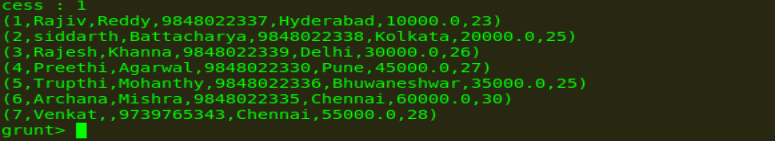 cess : 1
(1,Rajiv,Reddy,9848022337,Hyderabad,10000.0,23)
(2,siddarth,Battacharya,9848022338,Kolkata,20000.0,25)
(3,Rajesh,Khanna,9848022339,Delhi,30000.0,26)
(4,Preethi,Agarwal,9848022330,Pune,45000.0,27)
(5,Trupthi,Mohanthy,9848022336,Bhuwaneshwar,35000.0,25)
(6,Archana,Mishra,9848022335,Chennai,60000.0,30)
(7,Venkat,,9739765343,Chennai,55000.0,28)
grunt>